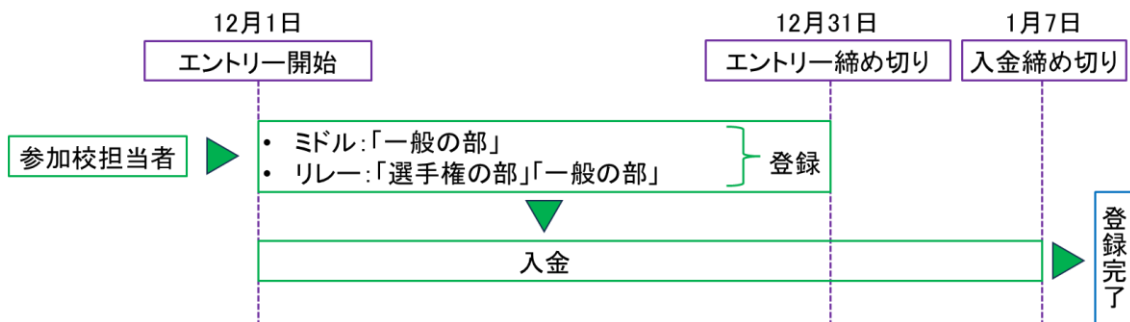 12月1日
12月31日
1月7日
エントリー開始
エントリー締め切り
入金締め切り
参加校担当者
• ミドル:「一般の部」
• リレー:「選手権の部」「一般の部」
登録
入金
登録完了